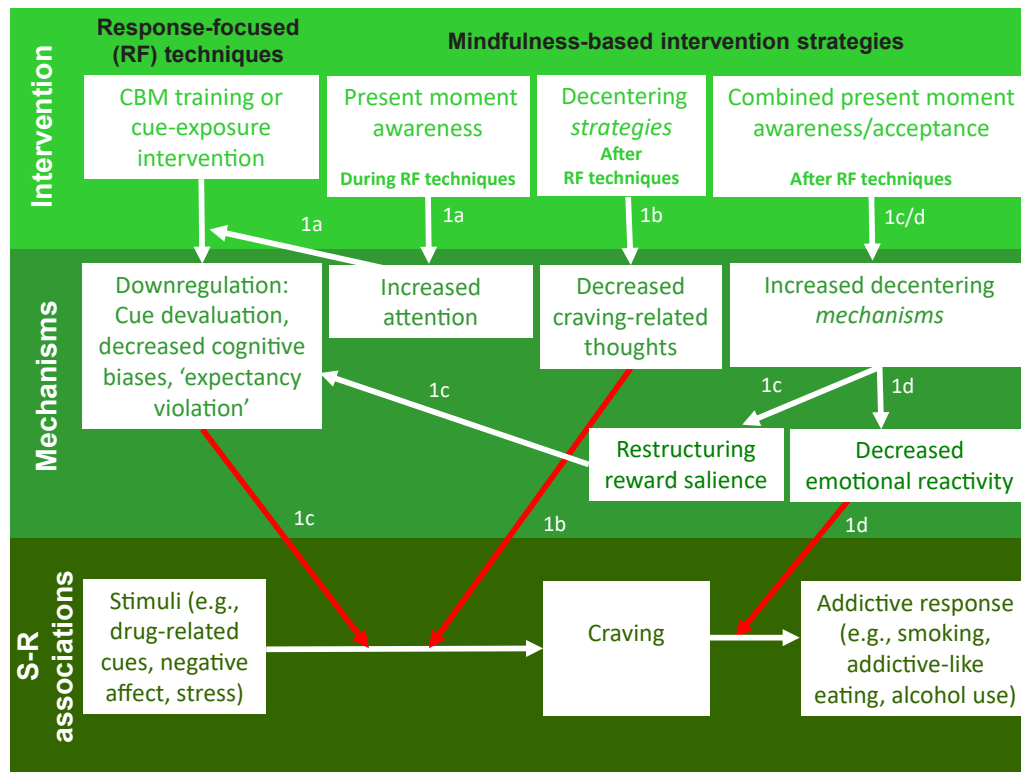 Response-focused
(RF) techniques
Mindfulness-based intervention strategies
Intervention
CBM training or
cue-exposure
intervention
Present moment
awareness
During RF techniques
Decentering
strategies
After
RF techniques
Combined present moment
awareness/acceptance
After RF techniques
1a
1a
1b
1c/d
Mechanisms
Downregulation:
Cue devaluation,
decreased cognitive
biases, ‘expectancy
violation’
Increased
attention
Decreased
craving-related
thoughts
Increased decentering
mechanisms
1c
1c
1d
Restructuring
reward salience
Decreased
emotional reactivity
1c
1b
1d
S-R
associations
Stimuli (e.g.,
drug-related
cues, negative
affect, stress)
Craving
Addictive response
(e.g., smoking,
addictive-like
eating, alcohol use)